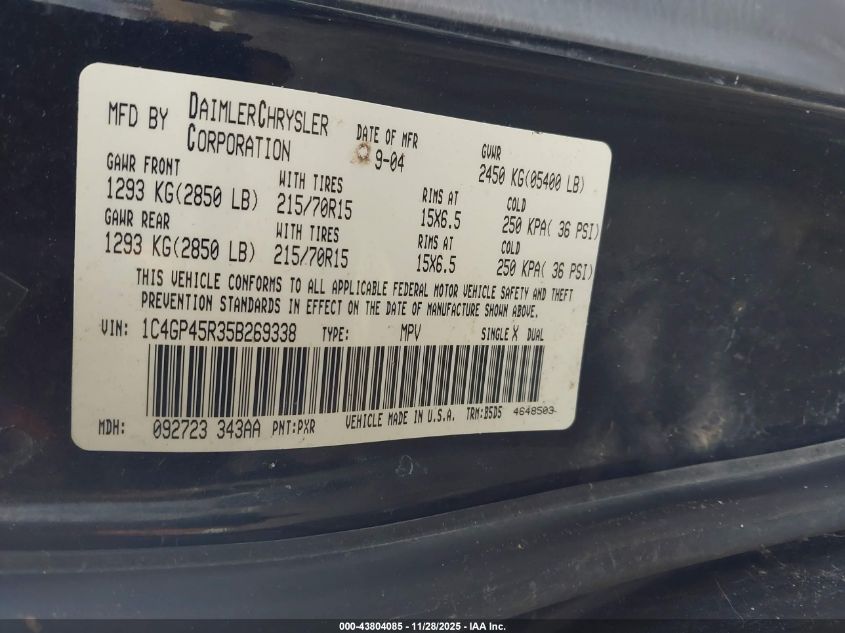 MFD BY DAIMLERCHRYSLER CORPORATION
DATE OF MFR 9-04
GVWR 2450 KG(05400 LB)
GAWR FRONT 1293 KG(2850 LB) WITH TIRES 215/70R15 RIMS AT 15X6.5 COLD 250 KPA( 36 PSI)
GAWR REAR 1293 KG(2850 LB) WITH TIRES 215/70R15 RIMS AT 15X6.5 COLD 250 KPA( 36 PSI)
THIS VEHICLE CONFORMS TO ALL APPLICABLE FEDERAL MOTOR VEHICLE SAFETY AND THEFT
PREVENTION STANDARDS IN EFFECT ON THE DATE OF MANUFACTURE SHOWN ABOVE.
VIN: 1C4GP45R35B269338 TYPE: MPV SINGLE X DUAL
MDH: 092723 343AA PNT:PXR VEHICLE MADE IN U.S.A. TRM:B5D5 4648503
000-43804085 - 11/28/2025 - IAA Inc.